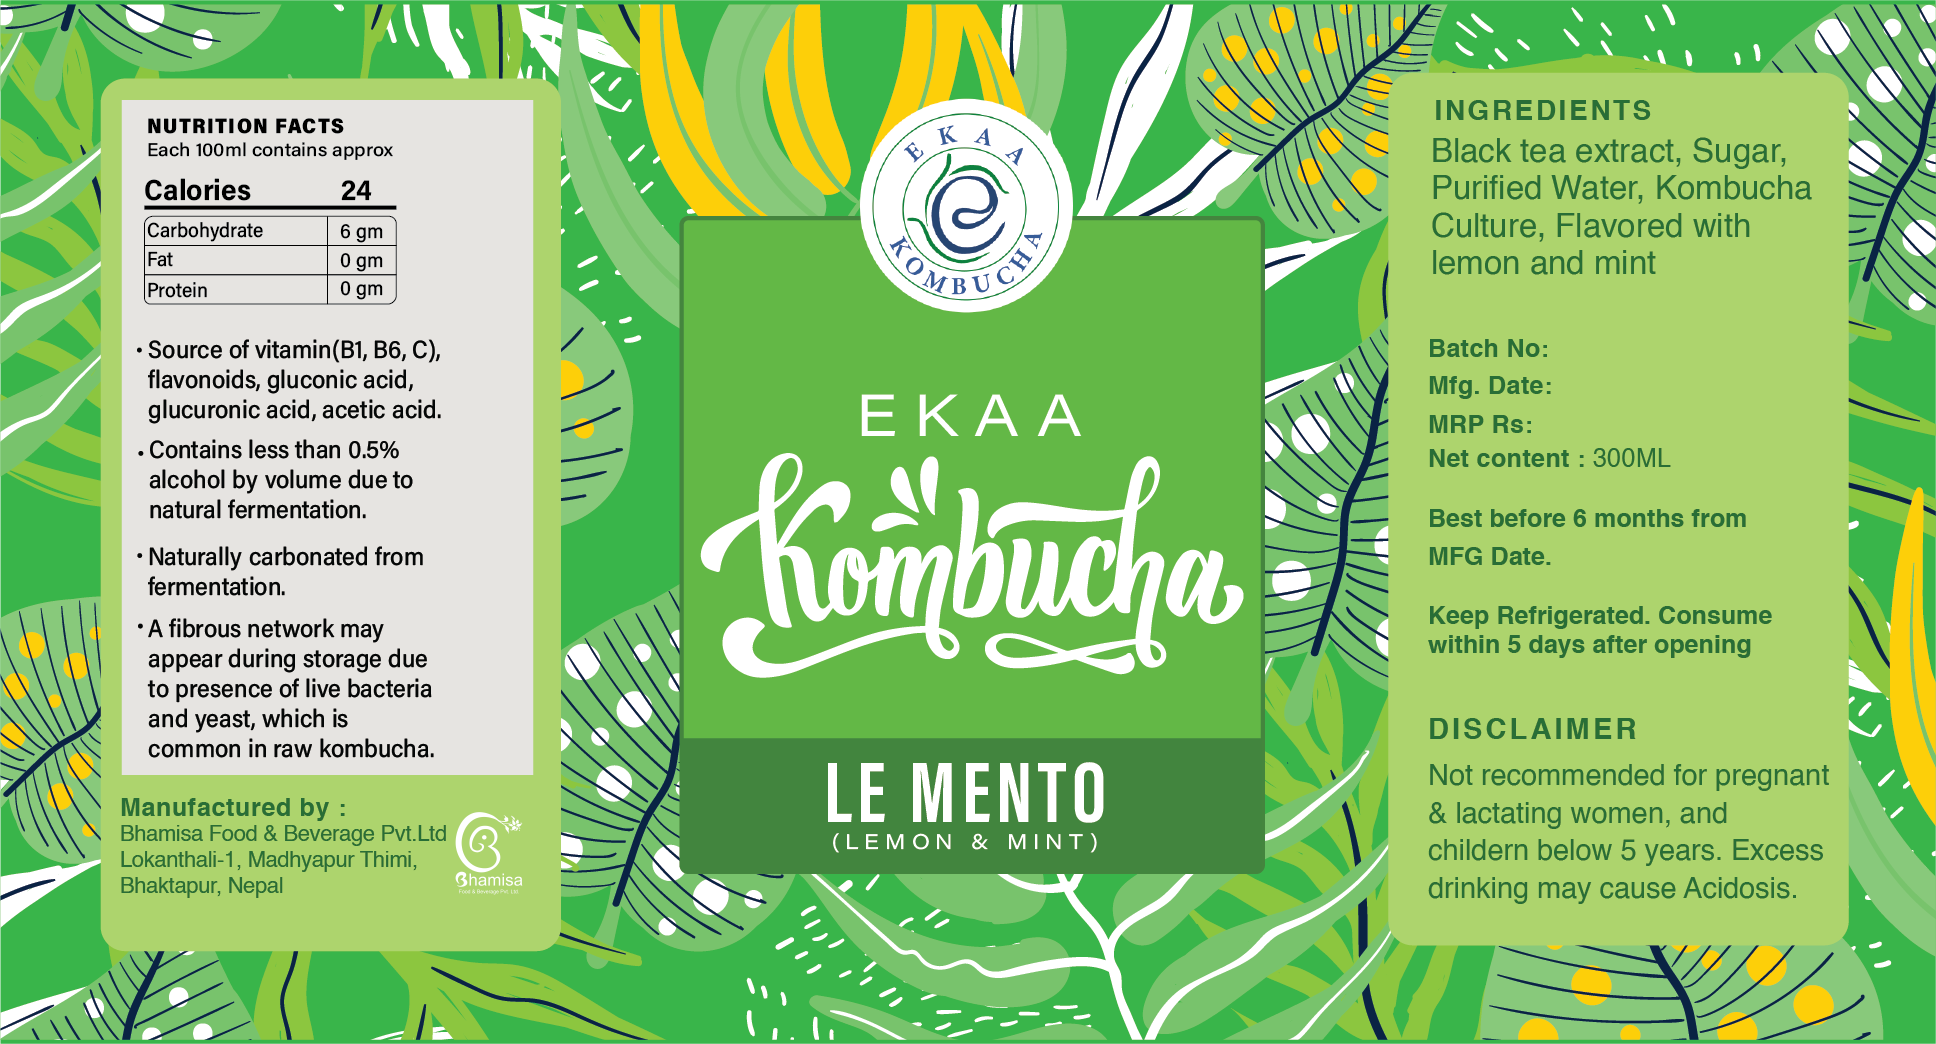 NUTRITION FACTS
Each 100ml contains approx
Calories 24
Carbohydrate 6 gm
Fat 0 gm
Protein 0 gm
• Source of vitamin(B1, B6, C),
flavonoids, gluconic acid,
glucuronic acid, acetic acid.
• Contains less than 0.5%
alcohol by volume due to
natural fermentation.
• Naturally carbonated from
fermentation.
• A fibrous network may
appear during storage due
to presence of live bacteria
and yeast, which is
common in raw kombucha.
Manufactured by :
Bhamisa Food & Beverage Pvt.Ltd
Lokanthali-1, Madhyapur Thimi,
Bhaktapur, Nepal
Bhamisa
Food & Beverage Pvt. Ltd.
EKAA
KOMBUCHA
EKAA
Kombucha
LE MENTO
(LEMON & MINT)
INGREDIENTS
Black tea extract, Sugar,
Purified Water, Kombucha
Culture, Flavored with
lemon and mint
Batch No:
Mfg. Date:
MRP Rs:
Net content : 300ML
Best before 6 months from
MFG Date.
Keep Refrigerated. Consume
within 5 days after opening
DISCLAIMER
Not recommended for pregnant
& lactating women, and
childern below 5 years. Excess
drinking may cause Acidosis.